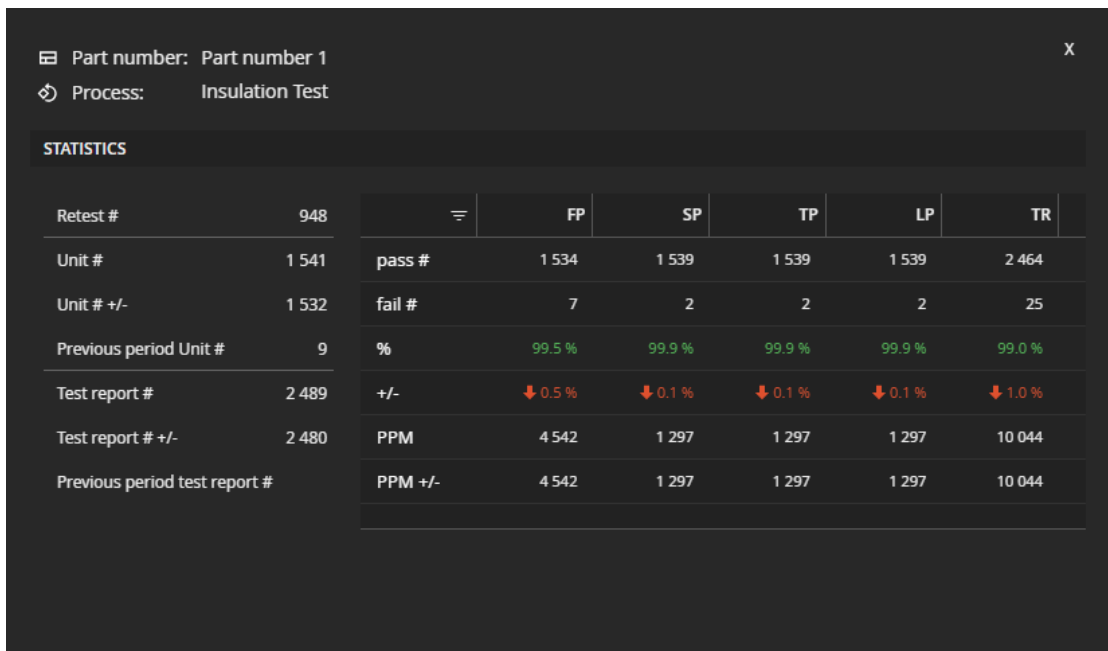 Part number: Part number 1
X
Process: Insulation Test
STATISTICS
Retest # 948
Unit # 1 541
Unit # +/- 1 532
Previous period Unit # 9
Test report # 2 489
Test report # +/- 2 480
Previous period test report #
FP SP TP LP TR
pass # 1 534 1 539 1 539 1 539 2 464
fail # 7 2 2 2 25
% 99.5 % 99.9 % 99.9 % 99.9 % 99.0 %
+/- 0.5 % 0.1 % 0.1 % 0.1 % 1.0 %
PPM 4 542 1 297 1 297 1 297 10 044
PPM +/- 4 542 1 297 1 297 1 297 10 044